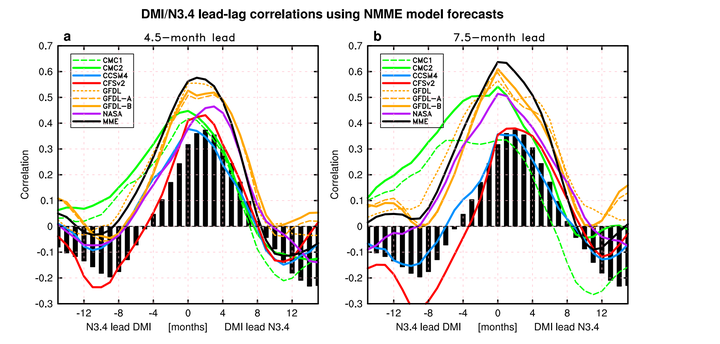 DMI/N3.4 lead-lag correlations using NMME model forecasts
a 4.5-month lead
b 7.5-month lead
0.7
0.6
0.5
0.4
0.3
0.2
0.1
0
-0.1
-0.2
-0.3
Correlation
CMC1
CMC2
CCSM4
CFSv2
GFDL
GFDL-A
GFDL-B
NASA
MME
-12 -8 -4 0 4 8 12
N3.4 lead DMI [months] DMI lead N3.4
0.7
0.6
0.5
0.4
0.3
0.2
0.1
0
-0.1
-0.2
-0.3
Correlation
CMC1
CMC2
CCSM4
CFSv2
GFDL
GFDL-A
GFDL-B
NASA
MME
-12 -8 -4 0 4 8 12
N3.4 lead DMI [months] DMI lead N3.4